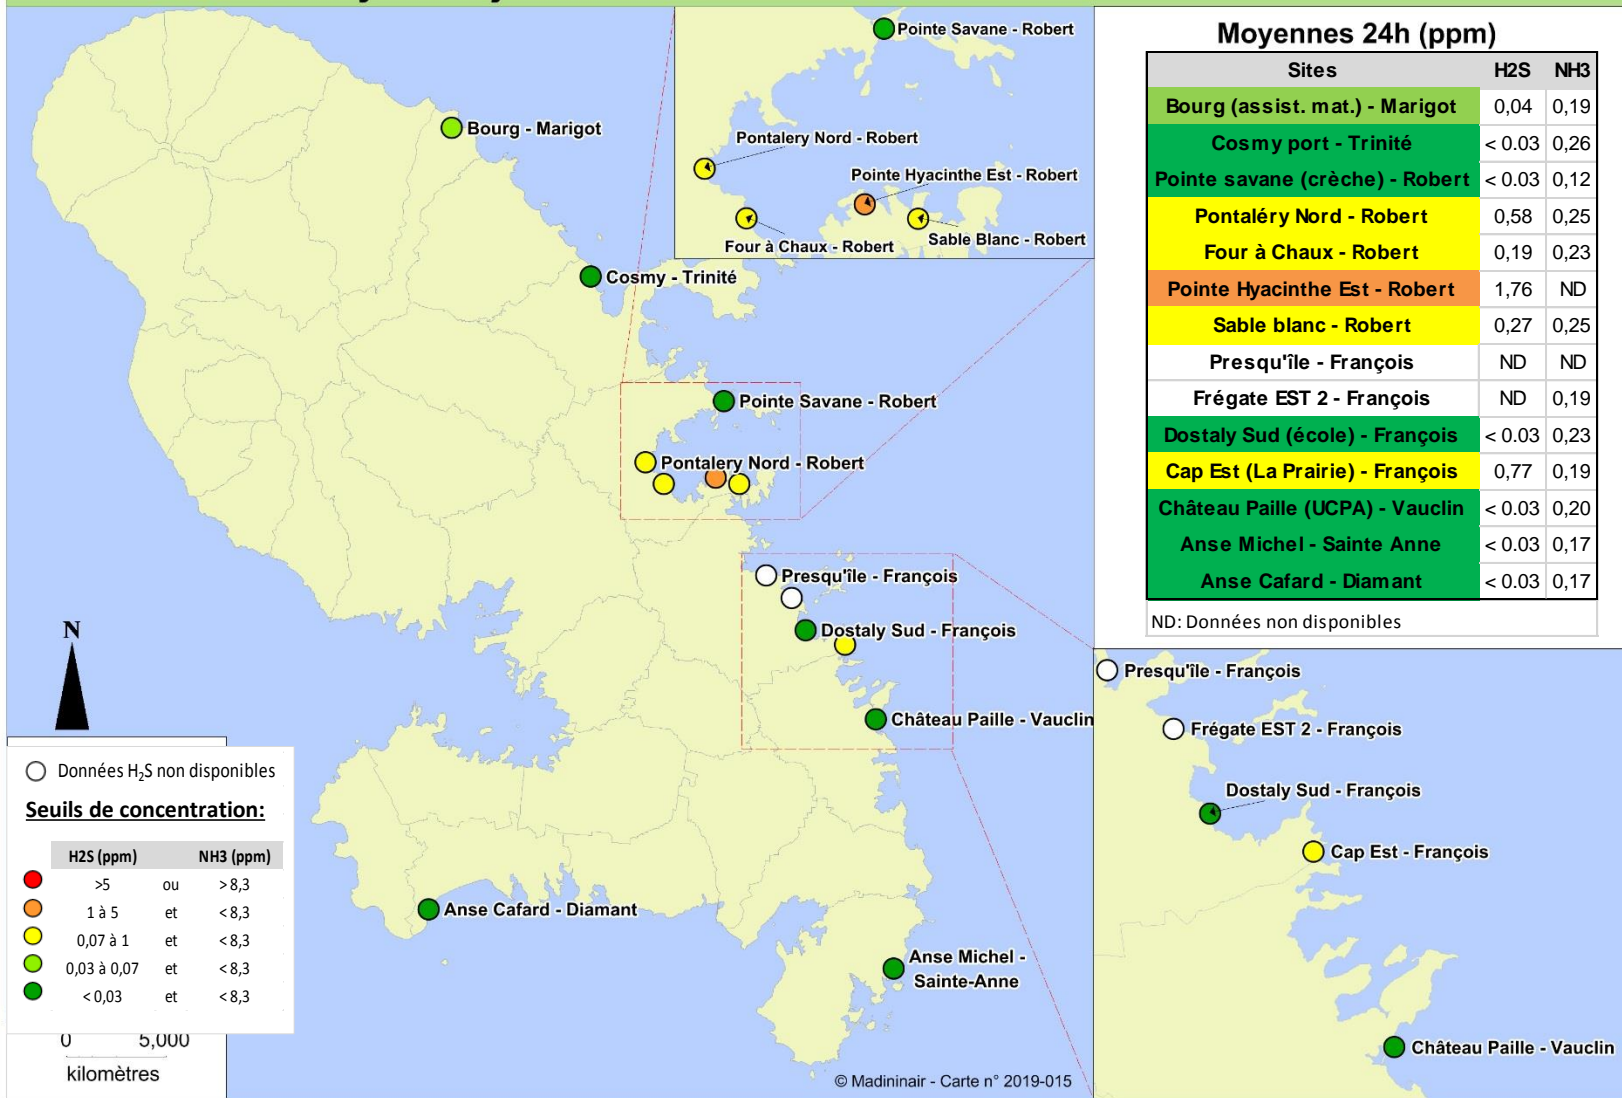 Bourg - Marigot
Cosmy - Trinité
Pointe Savane - Robert
Pontalery Nord - Robert
Presqu'île - François
Dostaly Sud - François
Château Paille - Vauclin
Anse Cafard - Diamant
Anse Michel -
Sainte-Anne
Pointe Savane - Robert
Pontalery Nord - Robert
Pointe Hyacinthe Est - Robert
Four à Chaux - Robert
Sable Blanc - Robert
Moyennes 24h (ppm)
Sites H2S NH3
Bourg (assist. mat.) - Marigot 0,04 0,19
Cosmy port - Trinité < 0.03 0,26
Pointe savane (crèche) - Robert < 0.03 0,12
Pontaléry Nord - Robert 0,58 0,25
Four à Chaux - Robert 0,19 0,23
Pointe Hyacinthe Est - Robert 1,76 ND
Sable blanc - Robert 0,27 0,25
Presqu'île - François ND ND
Frégate EST 2 - François ND 0,19
Dostaly Sud (école) - François < 0.03 0,23
Cap Est (La Prairie) - François 0,77 0,19
Château Paille (UCPA) - Vauclin < 0.03 0,20
Anse Michel - Sainte Anne < 0.03 0,17
Anse Cafard - Diamant < 0.03 0,17
ND: Données non disponibles
Presqu'île - François
Frégate EST 2 - François
Dostaly Sud - François
Cap Est - François
Château Paille - Vauclin
N
Données H₂S non disponibles
Seuils de concentration:
H2S (ppm) NH3 (ppm)
>5 ou > 8,3
1 à 5 et < 8,3
0,07 à 1 et < 8,3
0,03 à 0,07 et < 8,3
< 0,03 et < 8,3
0 5,000
kilomètres
© Madininair - Carte n° 2019-015